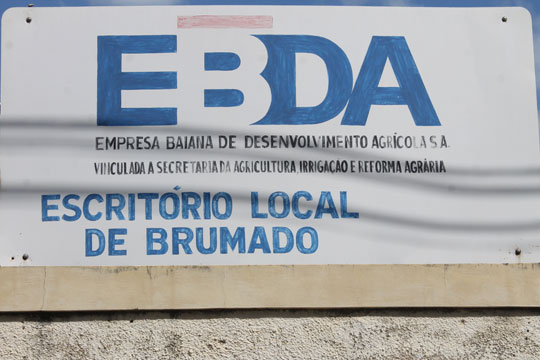 EBDA
EMPRESA BAIANA DE DESENVOLVIMENTO AGRÍCOLA S.A.
VINCULADA A SECRETARIA DA AGRICULTURA, IRRIGAÇÃO E REFORMA AGRÁRIA
ESCRITÓRIO LOCAL
DE BRUMADO